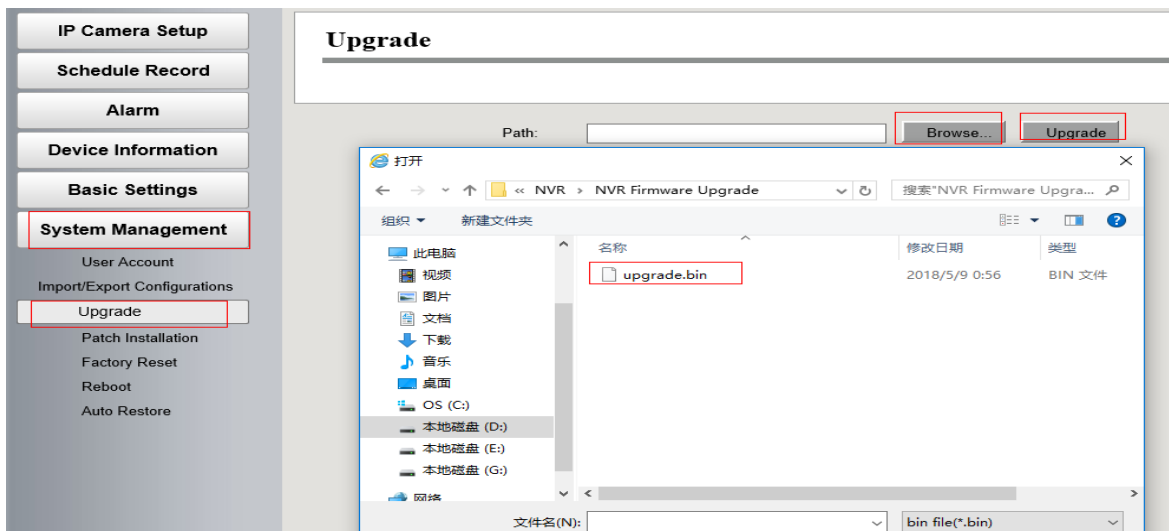 IP Camera Setup
Schedule Record
Alarm
Device Information
Basic Settings
System Management
User Account
Import/Export Configurations
Upgrade
Patch Installation
Factory Reset
Reboot
Auto Restore
Upgrade
Path:
Browse...
Upgrade
打开
« NVR › NVR Firmware Upgrade
搜索"NVR Firmware Upgra...
组织
新建文件夹
此电脑
视频
图片
文档
下载
音乐
桌面
OS (C:)
本地磁盘 (D:)
本地磁盘 (E:)
本地磁盘 (G:)
网络
名称
修改日期
类型
upgrade.bin
2018/5/9 0:56
BIN 文件
文件名(N):
bin file(*.bin)